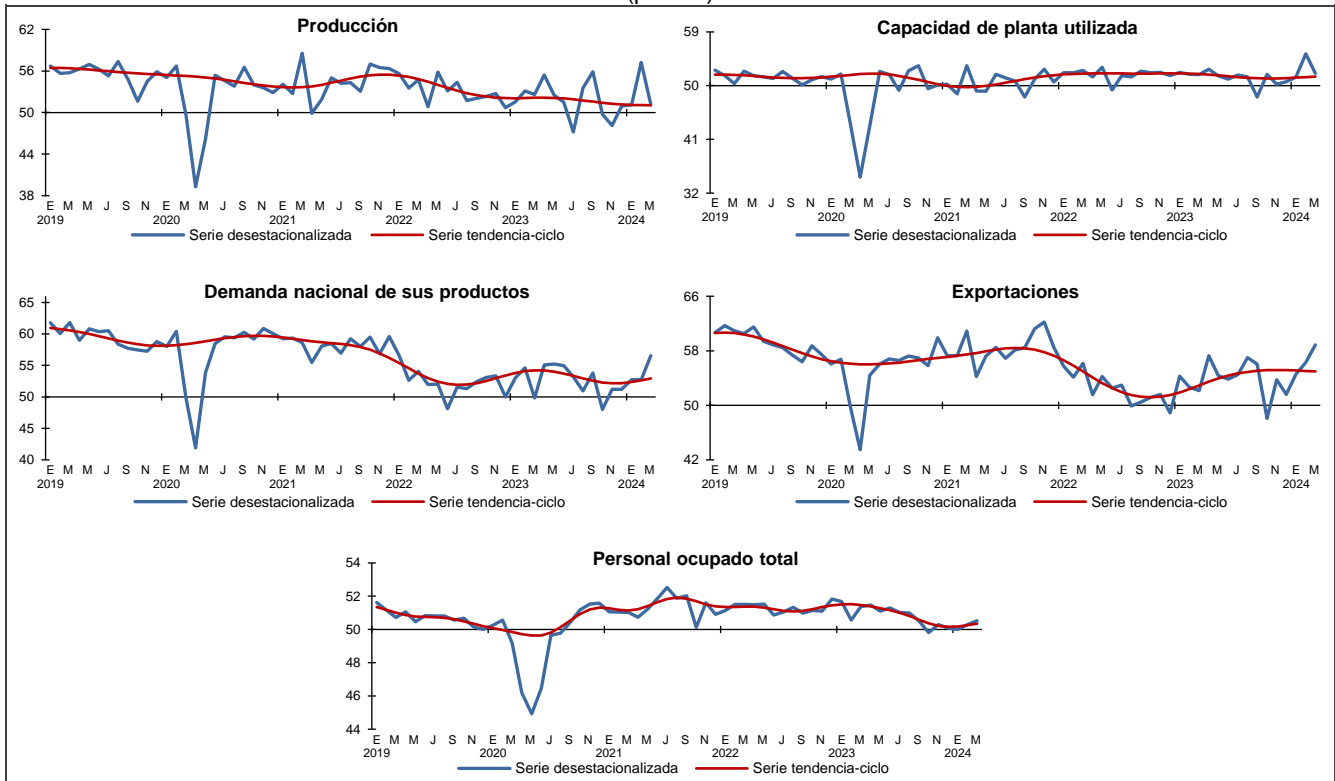 Producción
62
56
50
44
38
E M M J S N E M M J S N E M M J S N E M M J S N E M M J S N E M
2019 2020 2021 2022 2023 2024
Serie desestacionalizada Serie tendencia-ciclo
Capacidad de planta utilizada
59
50
41
32
E M M J S N E M M J S N E M M J S N E M M J S N E M M J S N E M
2019 2020 2021 2022 2023 2024
Serie desestacionalizada Serie tendencia-ciclo
Demanda nacional de sus productos
65
60
55
50
45
40
E M M J S N E M M J S N E M M J S N E M M J S N E M M J S N E M
2019 2020 2021 2022 2023 2024
Serie desestacionalizada Serie tendencia-ciclo
Exportaciones
66
58
50
42
E M M J S N E M M J S N E M M J S N E M M J S N E M M J S N E M
2019 2020 2021 2022 2023 2024
Serie desestacionalizada Serie tendencia-ciclo
Personal ocupado total
54
52
50
48
46
44
E M M J S N E M M J S N E M M J S N E M M J S N E M M J S N E M
2019 2020 2021 2022 2023 2024
Serie desestacionalizada Serie tendencia-ciclo